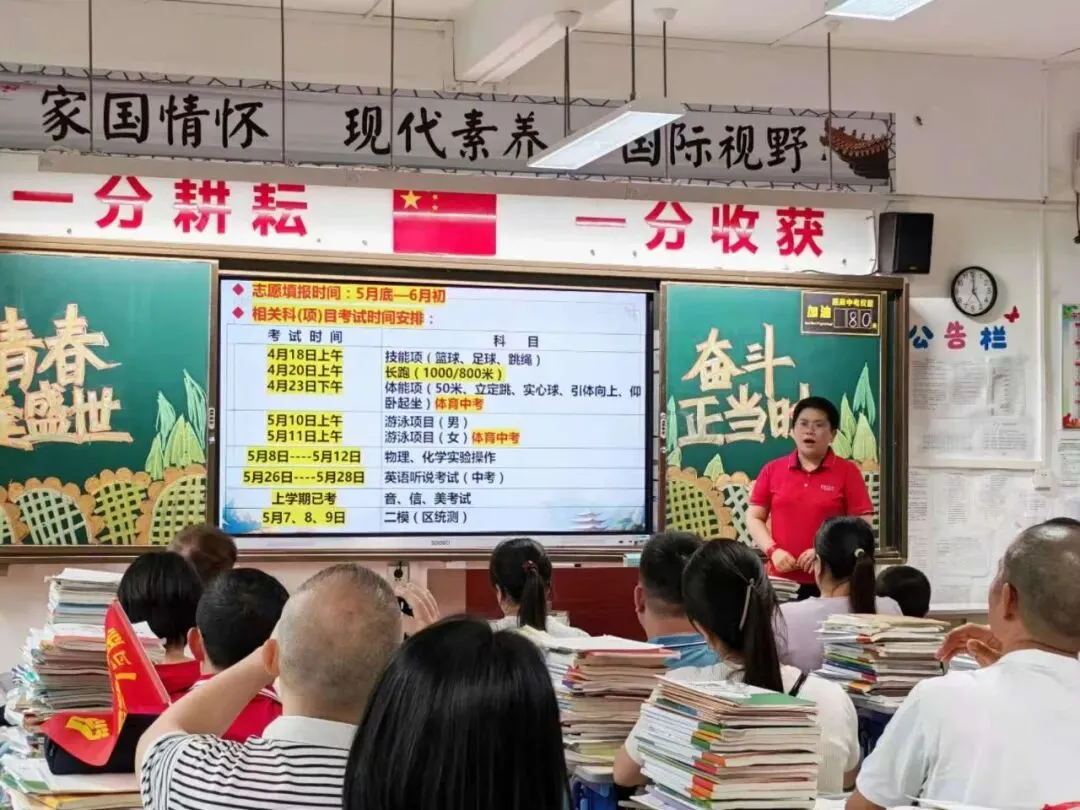 家国情怀 现代素养 国际视野
一分耕耘 一分收获
青春
盛世
◆ 志愿填报时间：5月底—6月初
◆ 相关科(项)目考试时间安排：
考 试 时 间 科 目
4月18日上午 技能项（篮球、足球、跳绳）
4月20日上午 长跑（1000/800米）
4月23日下午 体能项（50米、立定跳、实心球、引体向上、仰
卧起坐）体育中考
5月10日上午 游泳项目（男）
5月11日上午 游泳项目（女）体育中考
5月8日----5月12日 物理、化学实验操作
5月26日----5月28日 英语听说考试（中考）
上学期已考 音、信、美考试
5月7、8、9日 二模（区统测）
加油 80 天
奋斗
正当时
公告栏